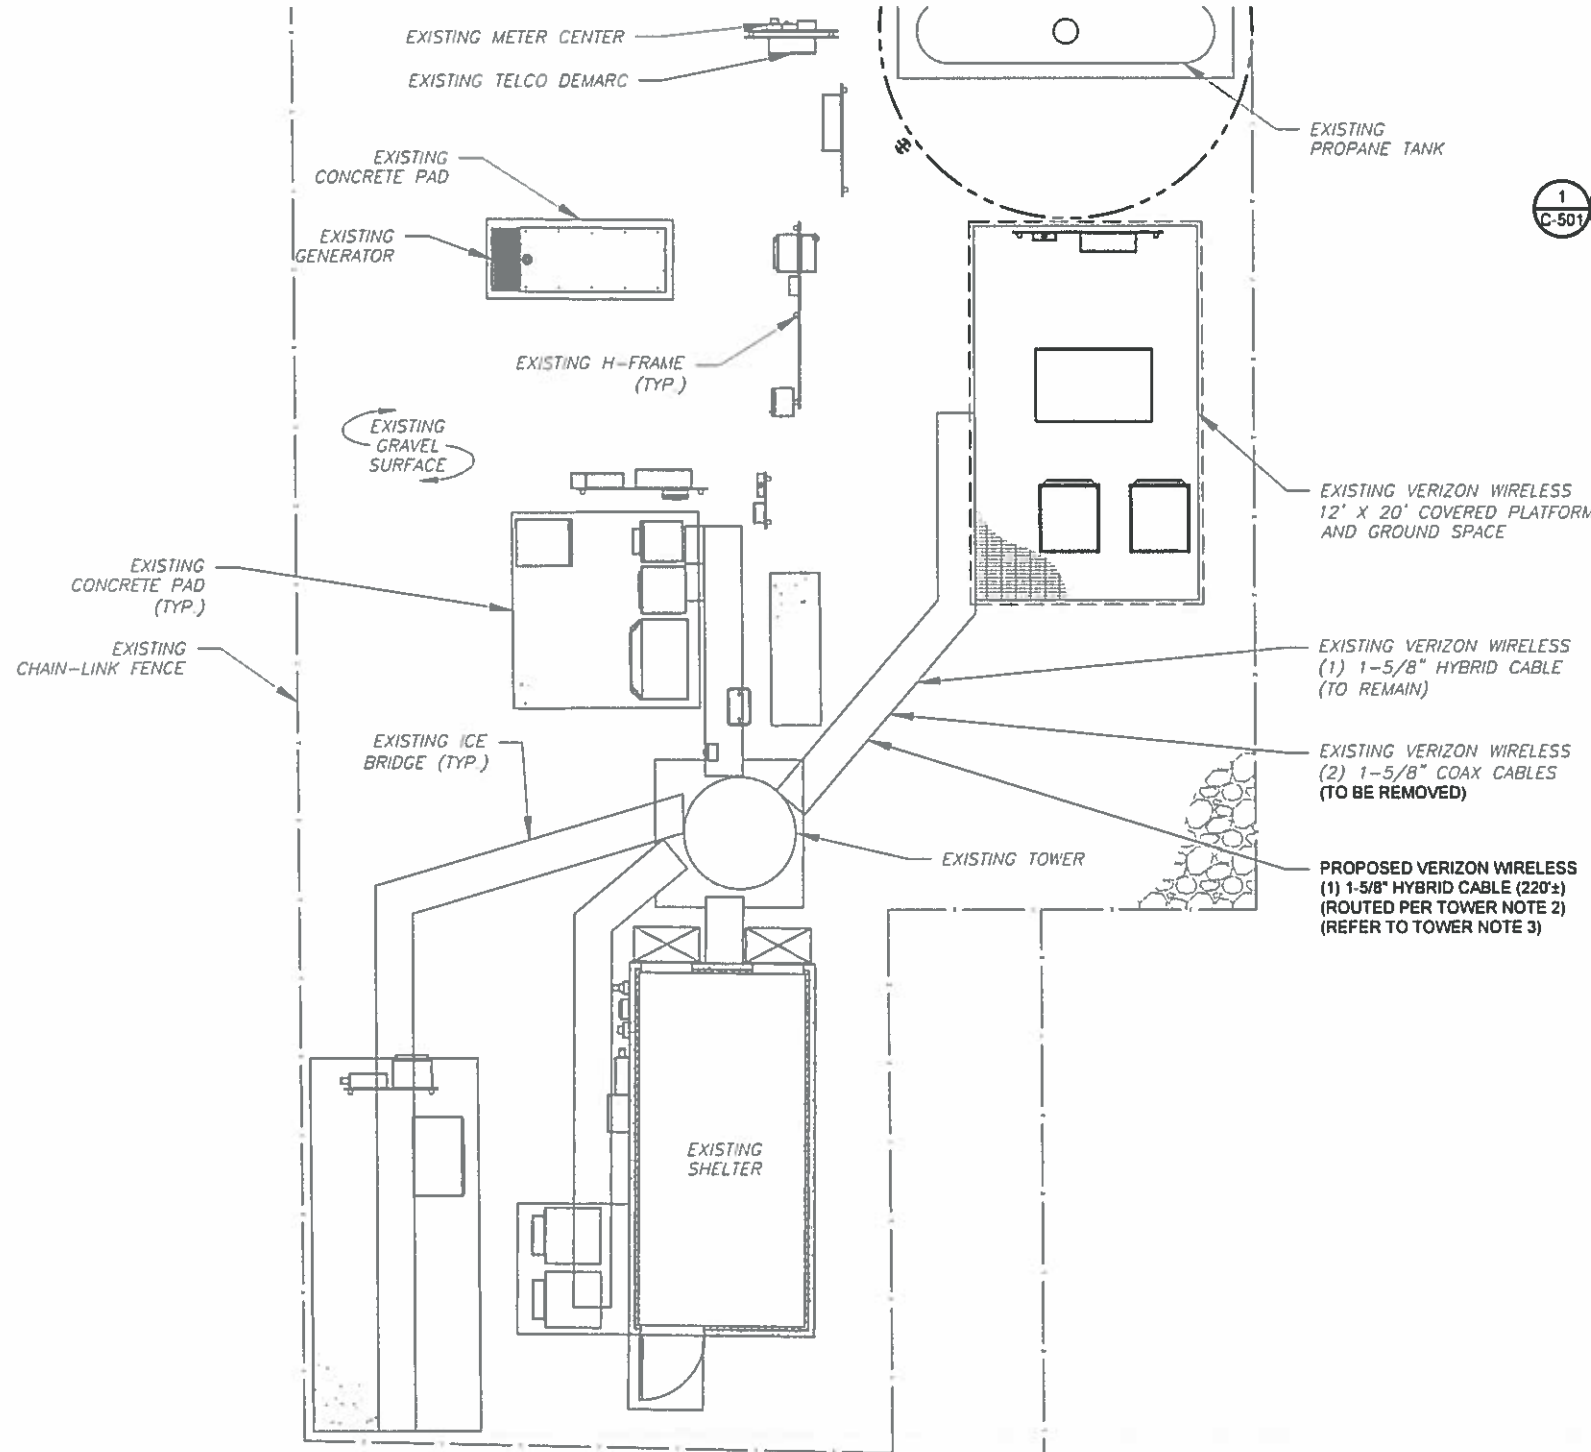 EXISTING METER CENTER
EXISTING TELCO DEMARC
EXISTING
PROPANE TANK
EXISTING
CONCRETE PAD
1
C-501
EXISTING
GENERATOR
EXISTING H-FRAME
(TYP.)
EXISTING
GRAVEL
SURFACE
EXISTING VERIZON WIRELESS
12' X 20' COVERED PLATFORM
AND GROUND SPACE
EXISTING
CONCRETE PAD
(TYP.)
EXISTING
CHAIN-LINK FENCE
EXISTING VERIZON WIRELESS
(1) 1-5/8" HYBRID CABLE
(TO REMAIN)
EXISTING ICE
BRIDGE (TYP.)
EXISTING VERIZON WIRELESS
(2) 1-5/8" COAX CABLES
(TO BE REMOVED)
EXISTING TOWER
PROPOSED VERIZON WIRELESS
(1) 1-5/8" HYBRID CABLE (220'±)
(ROUTED PER TOWER NOTE 2)
(REFER TO TOWER NOTE 3)
EXISTING
SHELTER